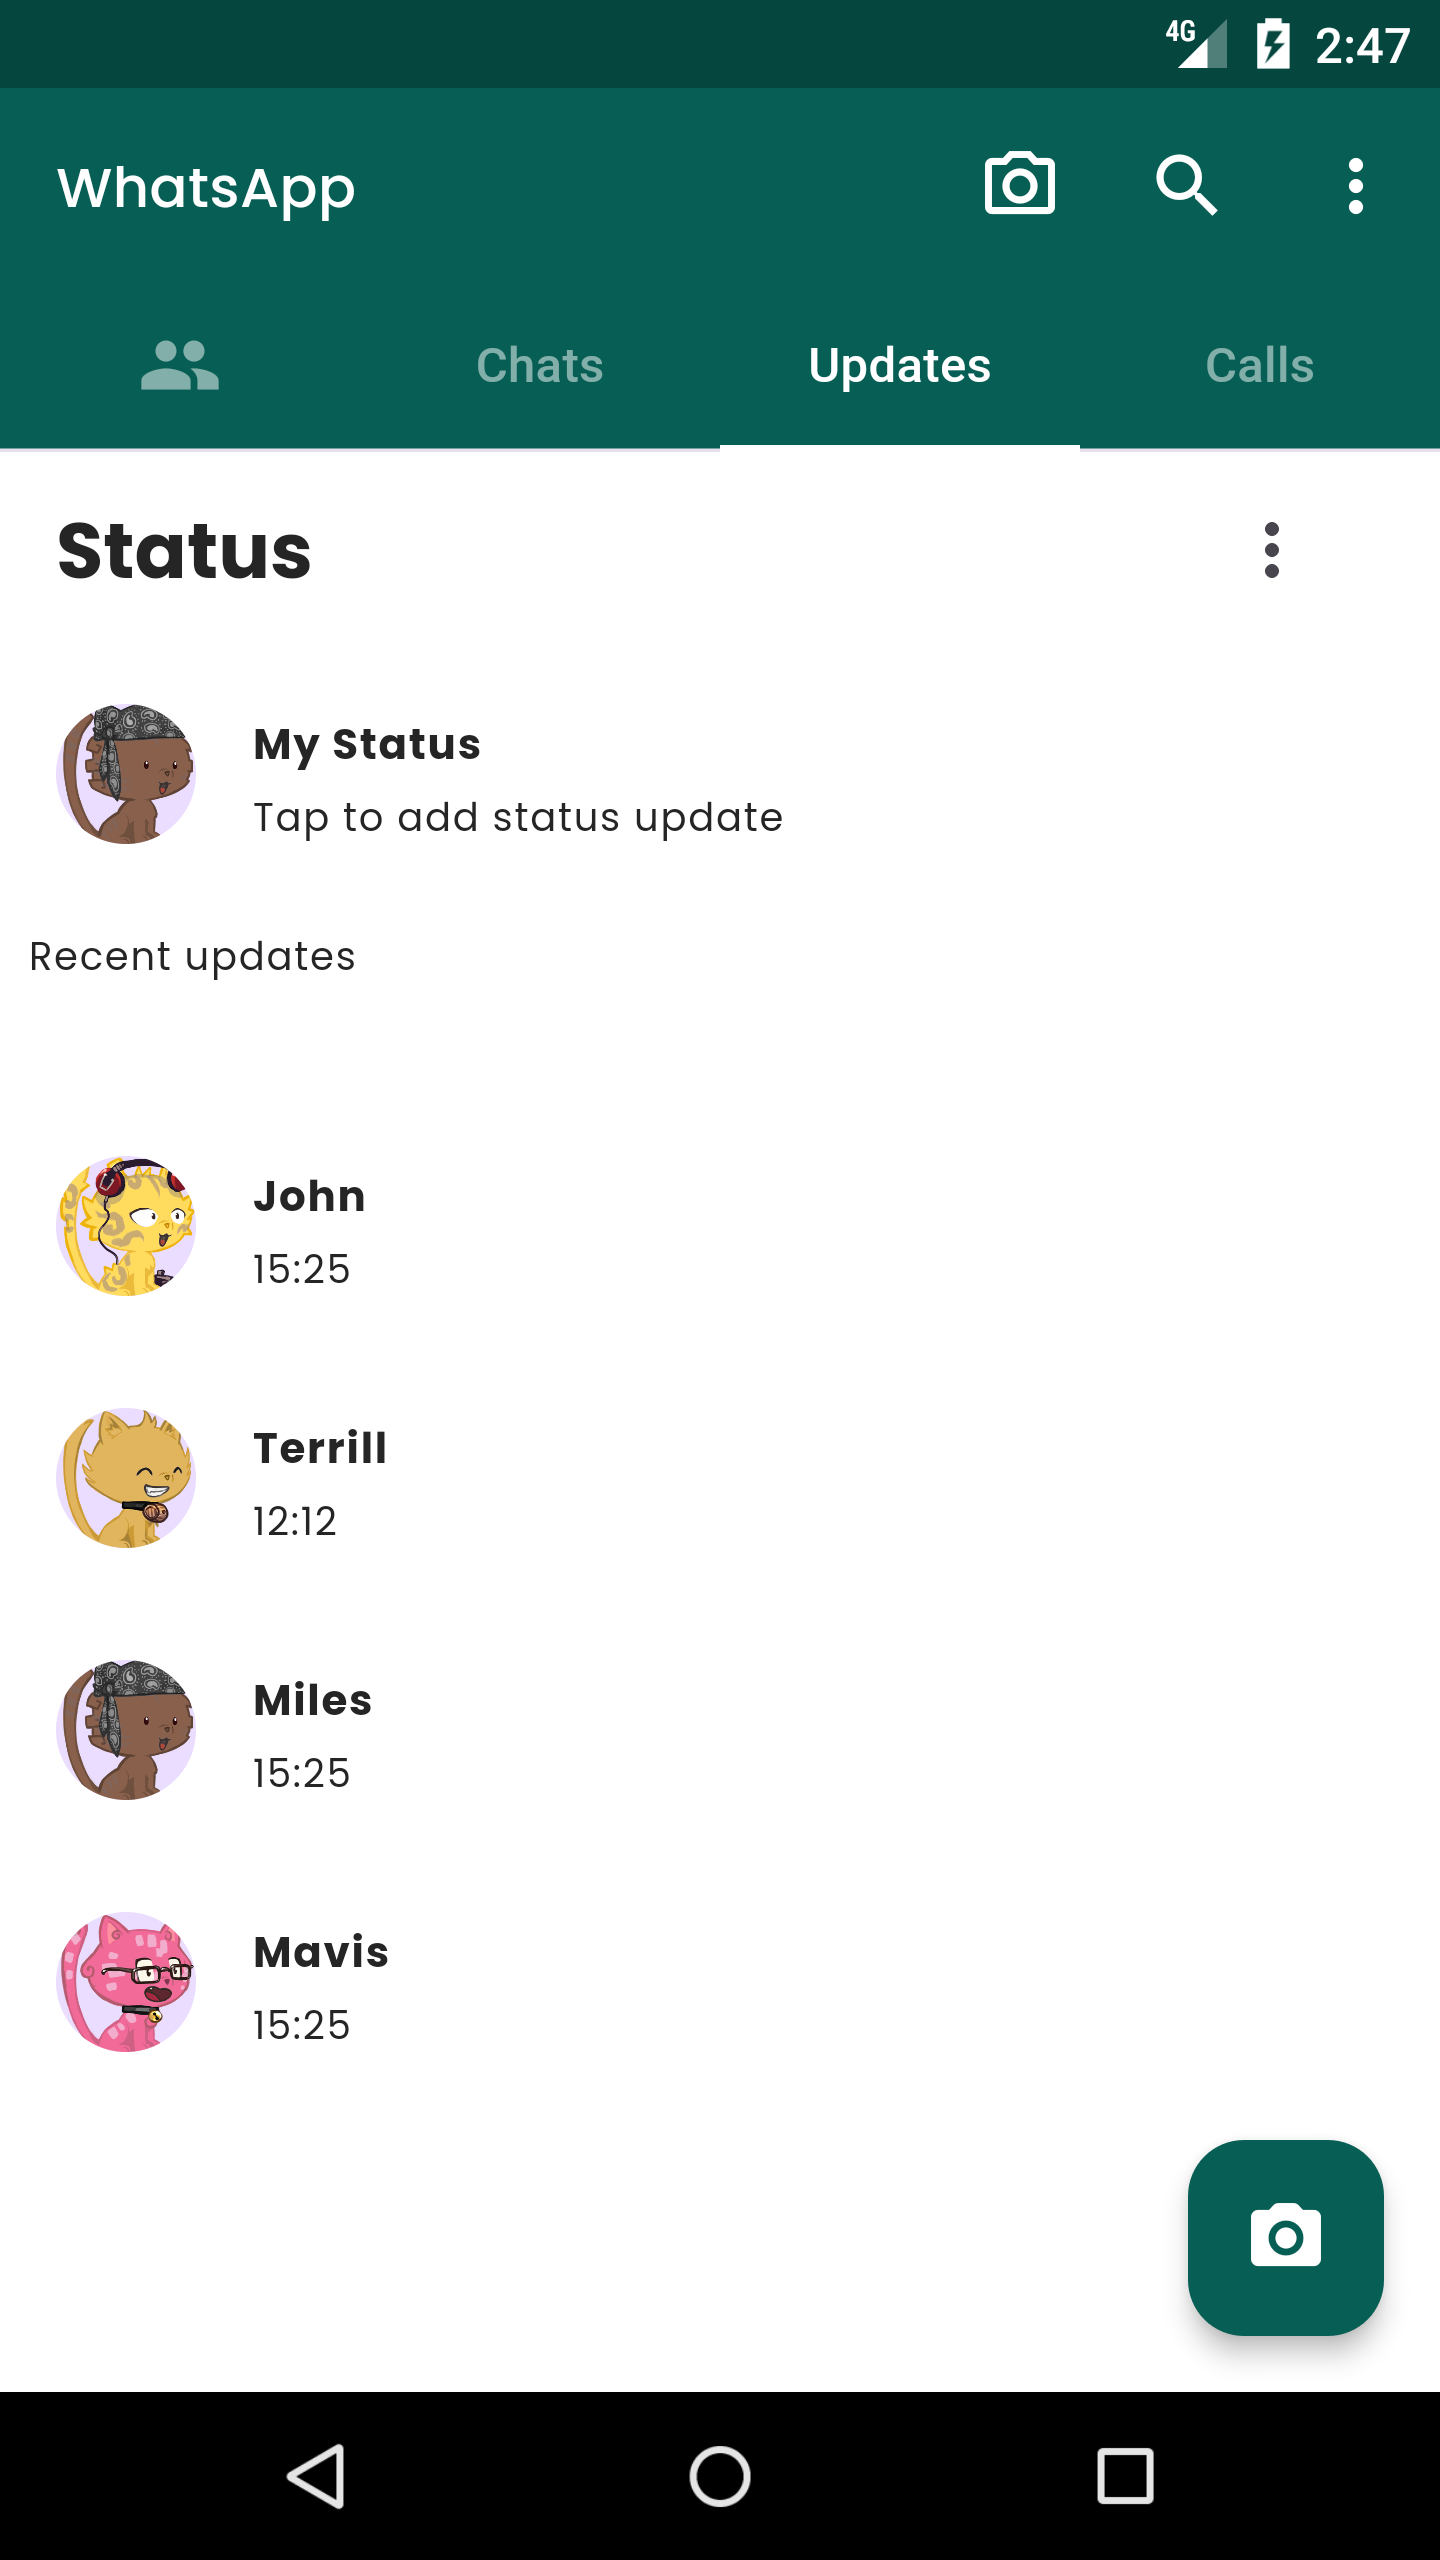 4G 2:47
WhatsApp
Chats Updates Calls
Status
My Status
Tap to add status update
Recent updates
John
15:25
Terrill
12:12
Miles
15:25
Mavis
15:25